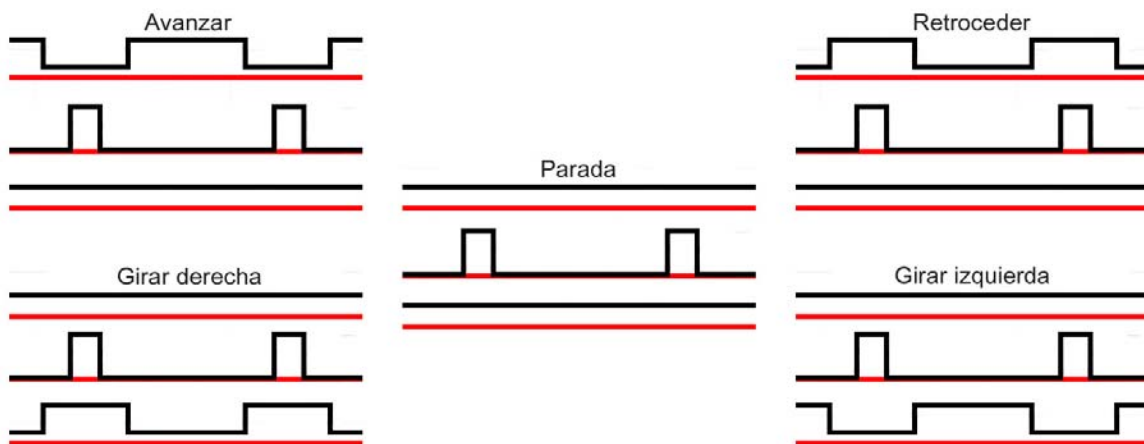 Avanzar
Retroceder
Parada
Girar derecha
Girar izquierda